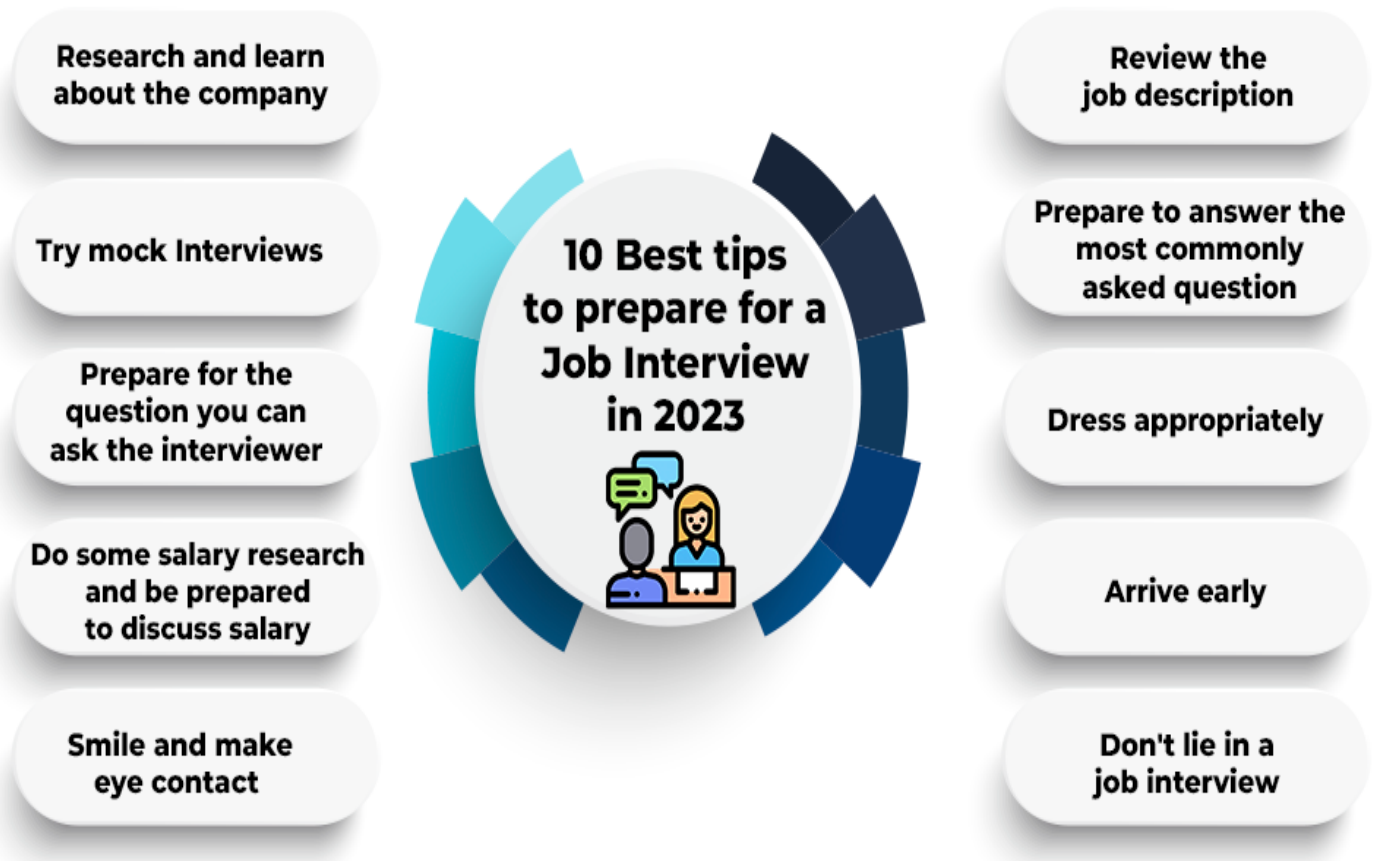 Research and learn
about the company
Try mock Interviews
Prepare for the
question you can
ask the interviewer
Do some salary research
and be prepared
to discuss salary
Smile and make
eye contact
10 Best tips
to prepare for a
Job Interview
in 2023
Review the
job description
Prepare to answer the
most commonly
asked question
Dress appropriately
Arrive early
Don't lie in a
job interview